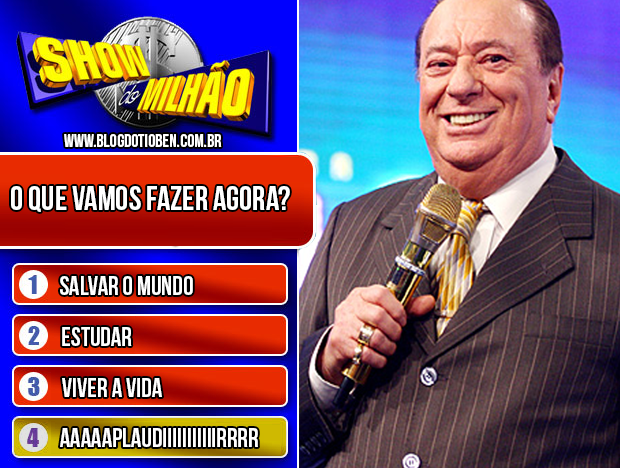 SHOW
do
MILHÃO
WWW.BLOGDOTIOBEN.COM.BR
O QUE VAMOS FAZER AGORA?
1 SALVAR O MUNDO
2 ESTUDAR
3 VIVER A VIDA
4 AAAAAPLAUDIIIIIIIIIIIIRRRR